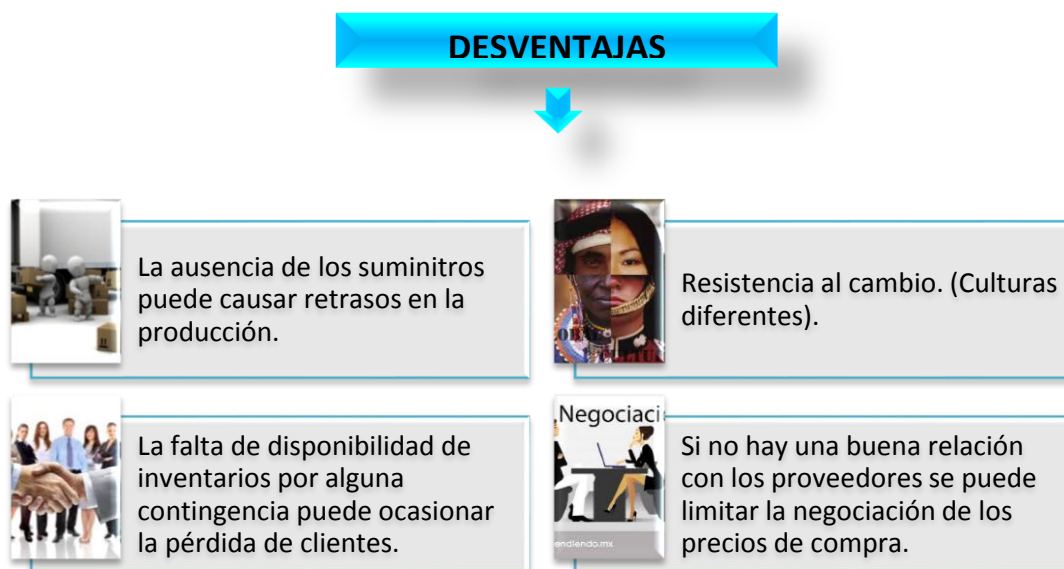 DESVENTAJAS
La ausencia de los suminitros
puede causar retrasos en la
producción.
Resistencia al cambio. (Culturas
diferentes).
La falta de disponibilidad de
inventarios por alguna
contingencia puede ocasionar
la pérdida de clientes.
Negociaci
endiendo.mx
Si no hay una buena relación
con los proveedores se puede
limitar la negociación de los
precios de compra.